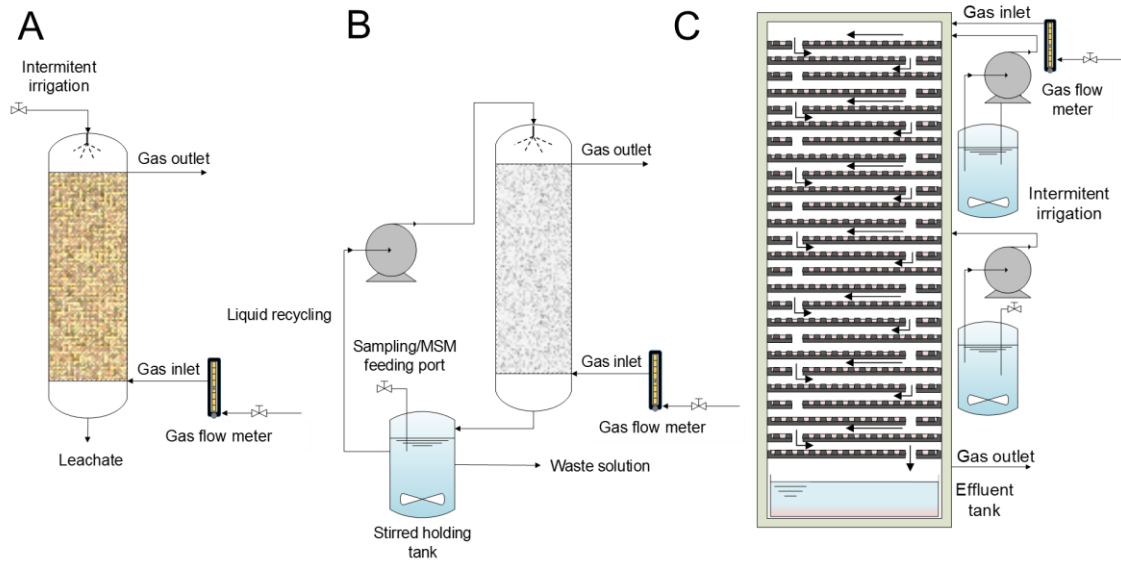 A
Intermitent
irrigation
Gas outlet
Gas inlet
Gas flow meter
Leachate
B
Gas outlet
Liquid recycling
Sampling/MSM
feeding port
Gas inlet
Gas flow meter
Waste solution
Stirred holding
tank
C
Gas inlet
Gas flow
meter
Intermitent
irrigation
Gas outlet
Effluent
tank